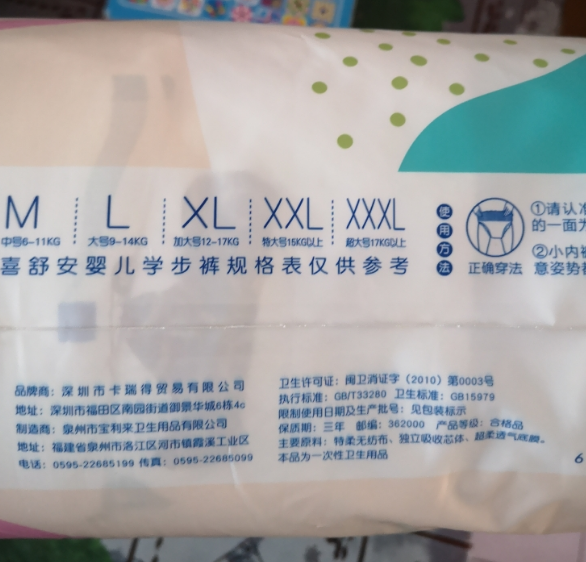 M L XL XXL XXXL
中号6-11KG 大号9-14KG 加大号12-17KG 特大号15KG以上 超大号17KG以上
喜舒安婴儿学步裤规格表仅供参考
使用方法
正确穿法
①请认准
的一面为
②小内裤
意姿势
品牌商：深圳市卡瑞得贸易有限公司
地址：深圳市福田区南园街道御景华城6栋4c
制造商：泉州市宝利来卫生用品有限公司
地址：福建省泉州市洛江区河市镇霞溪工业区
电话：0595-22685199 传真：0595-22685099
卫生许可证：闽卫消证字（2010）第0003号
执行标准：GB/T33280 卫生标准：GB15979
限制使用日期及生产批号：见包装标示
保质期：三年 邮编：362000 产品等级：合格品
主要原料：特柔无纺布、独立吸收芯体、超柔透气底膜。
本品为一次性卫生用品
6